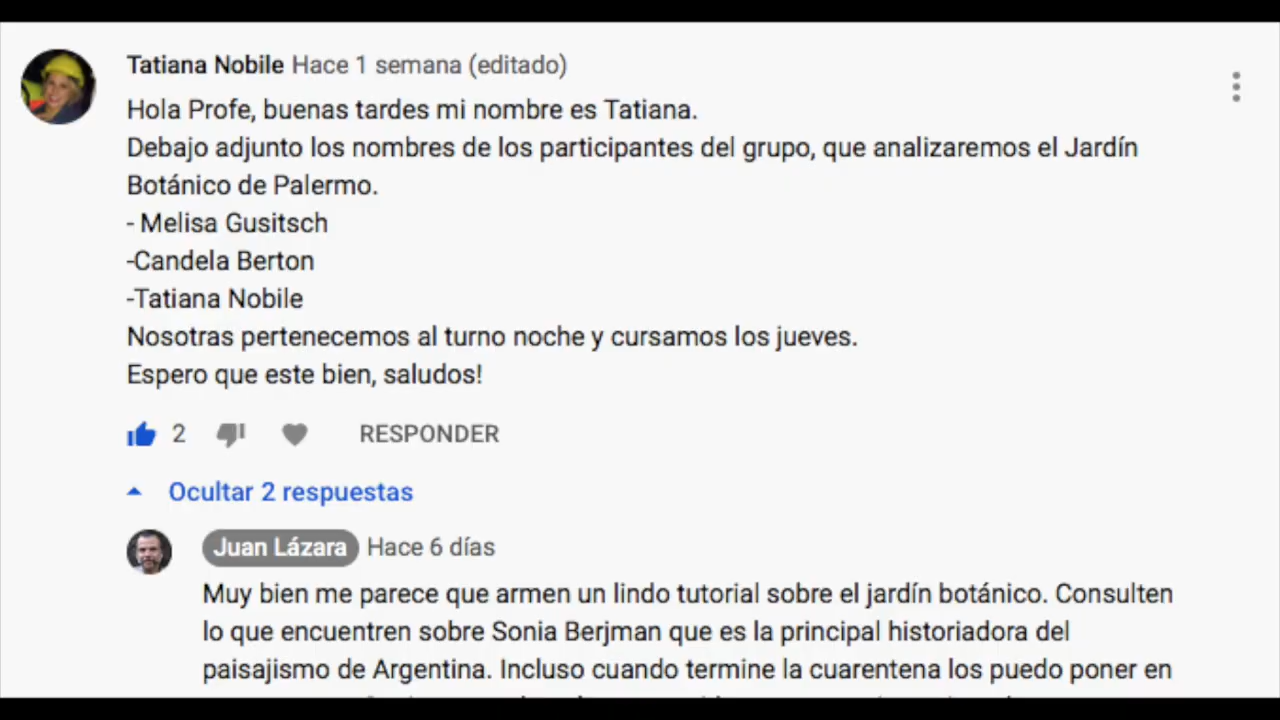 Tatiana Nobile Hace 1 semana (editado)
Hola Profe, buenas tardes mi nombre es Tatiana.
Debajo adjunto los nombres de los participantes del grupo, que analizaremos el Jardín
Botánico de Palermo.
- Melisa Gusitsch
-Candela Berton
-Tatiana Nobile
Nosotras pertenecemos al turno noche y cursamos los jueves.
Espero que este bien, saludos!
2 RESPONDER
Ocultar 2 respuestas
Juan Lázara Hace 6 días
Muy bien me parece que armen un lindo tutorial sobre el jardín botánico. Consulten
lo que encuentren sobre Sonia Berjman que es la principal historiadora del
paisajismo de Argentina. Incluso cuando termine la cuarentena los puedo poner en